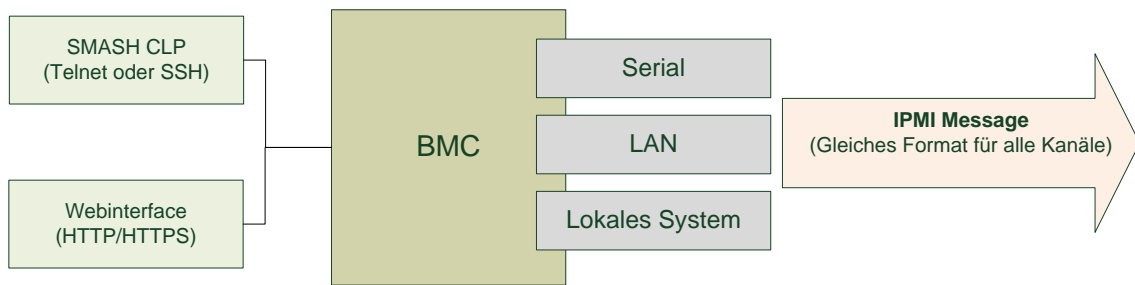 SMASH CLP
(Telnet oder SSH)
Webinterface
(HTTP/HTTPS)
BMC
Serial
LAN
Lokales System
IPMI Message
(Gleiches Format für alle Kanäle)